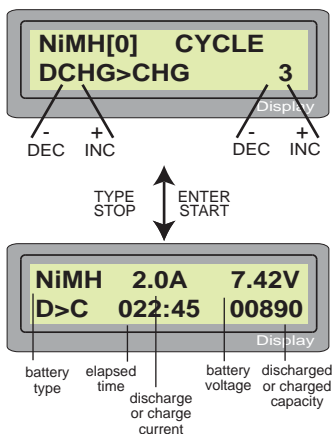 NiMH[0] CYCLE
DCHG>CHG 3
Display
- + - +
DEC INC DEC INC
TYPE ENTER
STOP START
NiMH 2.0A 7.42V
D>C 022:45 00890
Display
battery type
elapsed time
discharge or charge current
battery voltage
discharged or charged capacity